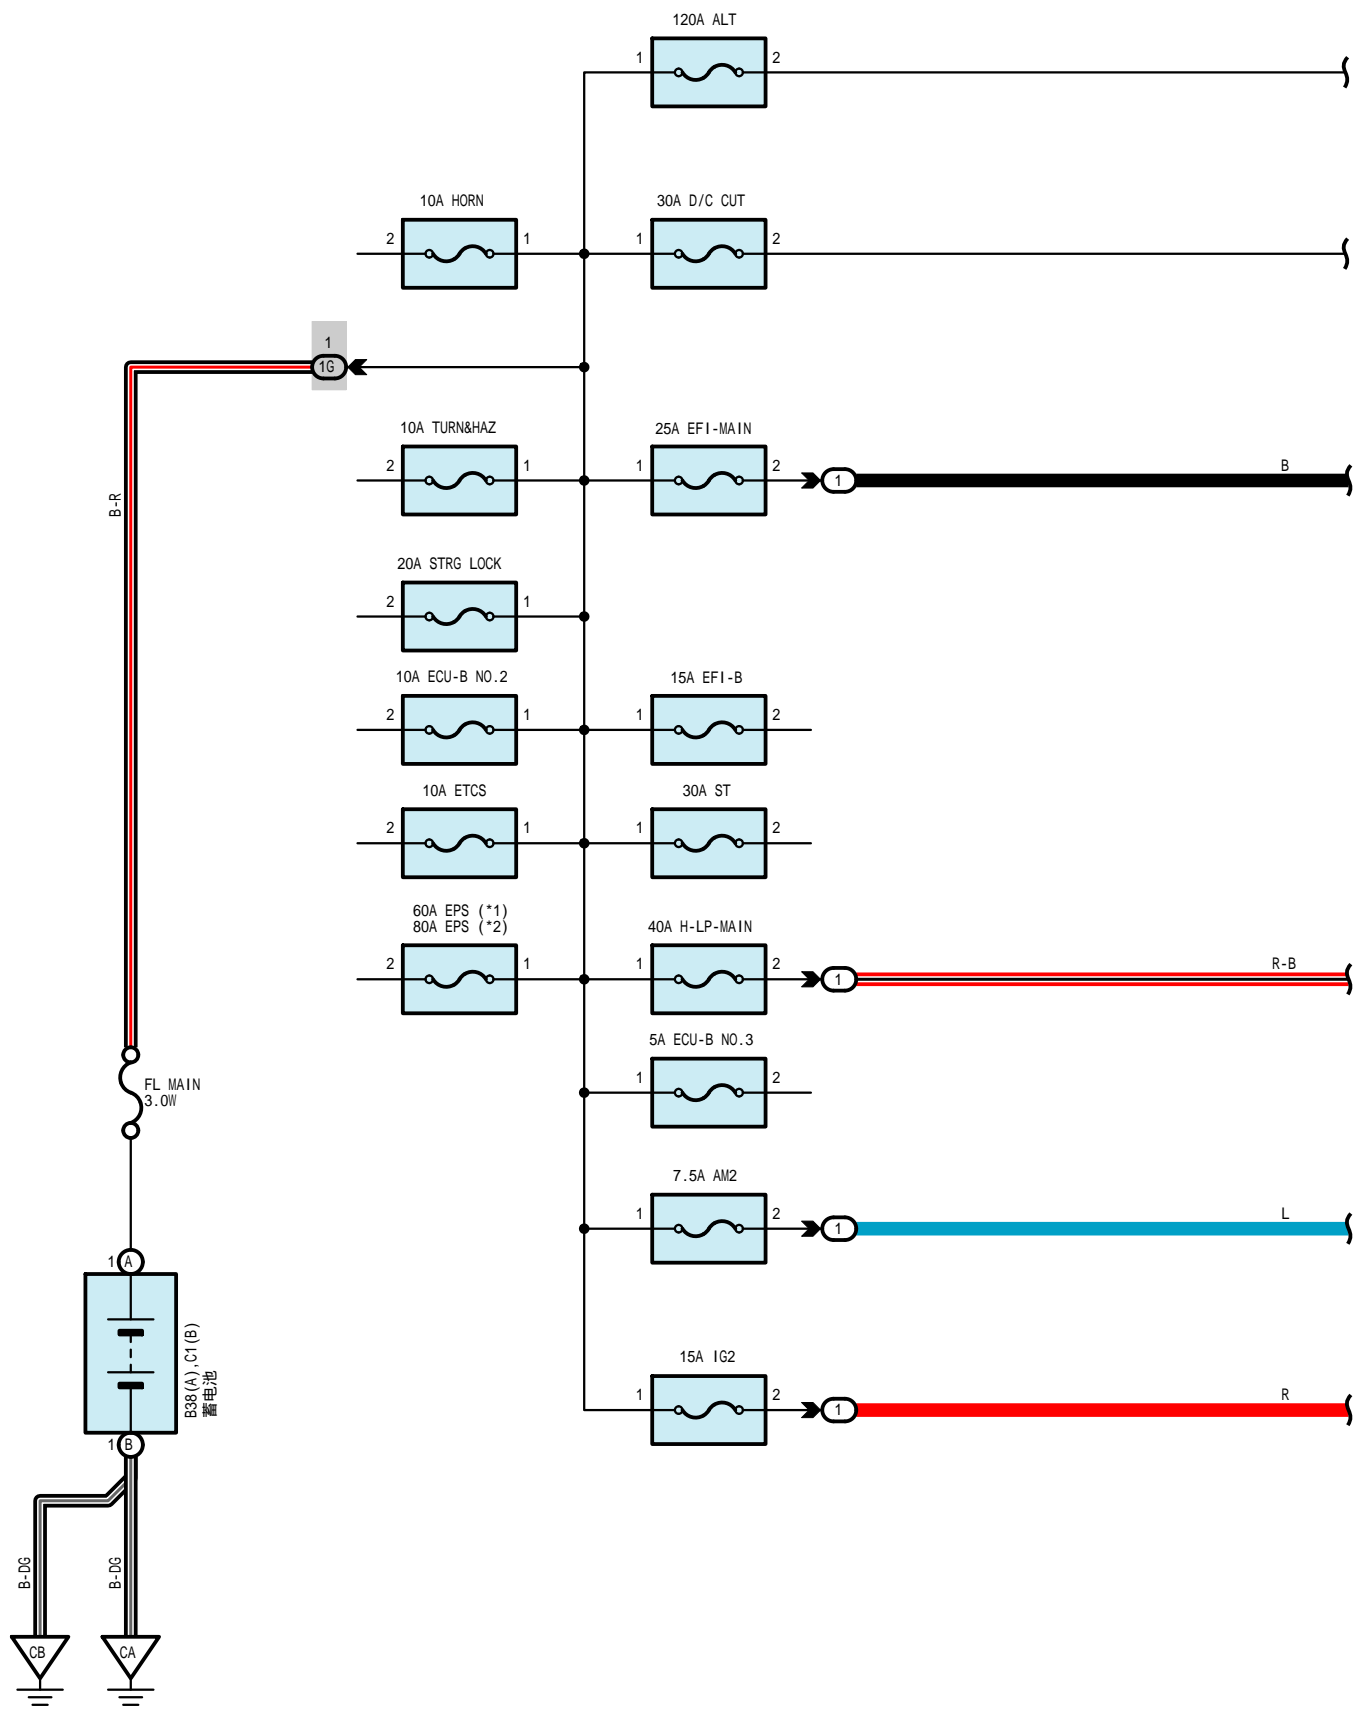 120A ALT
1
2
10A HORN
30A D/C CUT
2
1
1
2
1
1G
10A TURN&HAZ
25A EFI-MAIN
2
1
1
2
1
B
B-R
20A STRG LOCK
2
1
10A ECU-B NO.2
15A EFI-B
2
1
1
2
10A ETCS
30A ST
2
1
1
2
60A EPS (*1)
80A EPS (*2)
40A H-LP-MAIN
2
1
1
2
1
R-B
5A ECU-B NO.3
1
2
FL MAIN
3.0W
7.5A AM2
1
2
1
L
1
A
B38(A),C1(B)
蓄电池
15A IG2
1
2
1
R
1
B
B-DG
B-DG
CB
CA